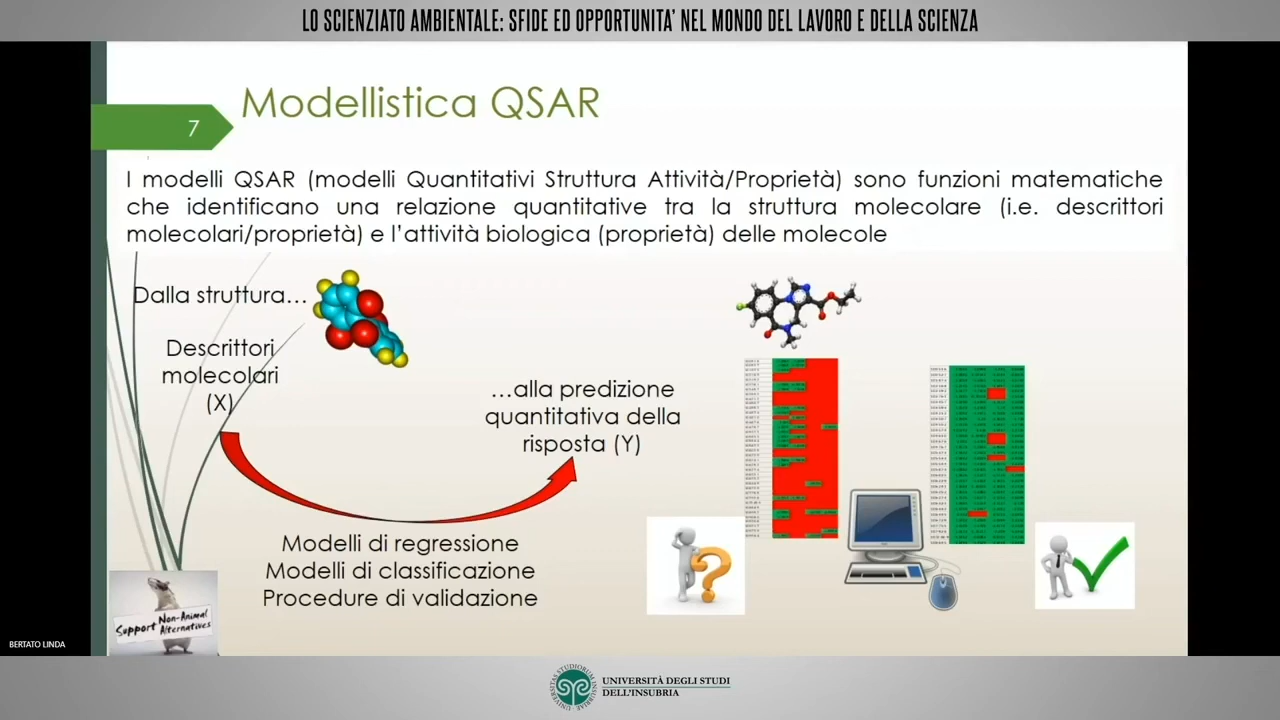 LO SCIENZIATO AMBIENTALE: SFIDE ED OPPORTUNITA' NEL MONDO DEL LAVORO E DELLA SCIENZA
7
Modellistica QSAR
I modelli QSAR (modelli Quantitativi Struttura Attività/Proprietà) sono funzioni matematiche
che identificano una relazione quantitative tra la struttura molecolare (i.e. descrittori
molecolari/proprietà) e l'attività biologica (proprietà) delle molecole
Dalla struttura...
Descrittori
molecolari
(X)
...alla predizione
quantitativa della
risposta (Y)
Modelli di regressione
Modelli di classificazione
Procedure di validazione
Support Non-Animal
Alternatives
BERTATO LINDA
UNIVERSITÀ DEGLI STUDI
DELL'INSUBRIA